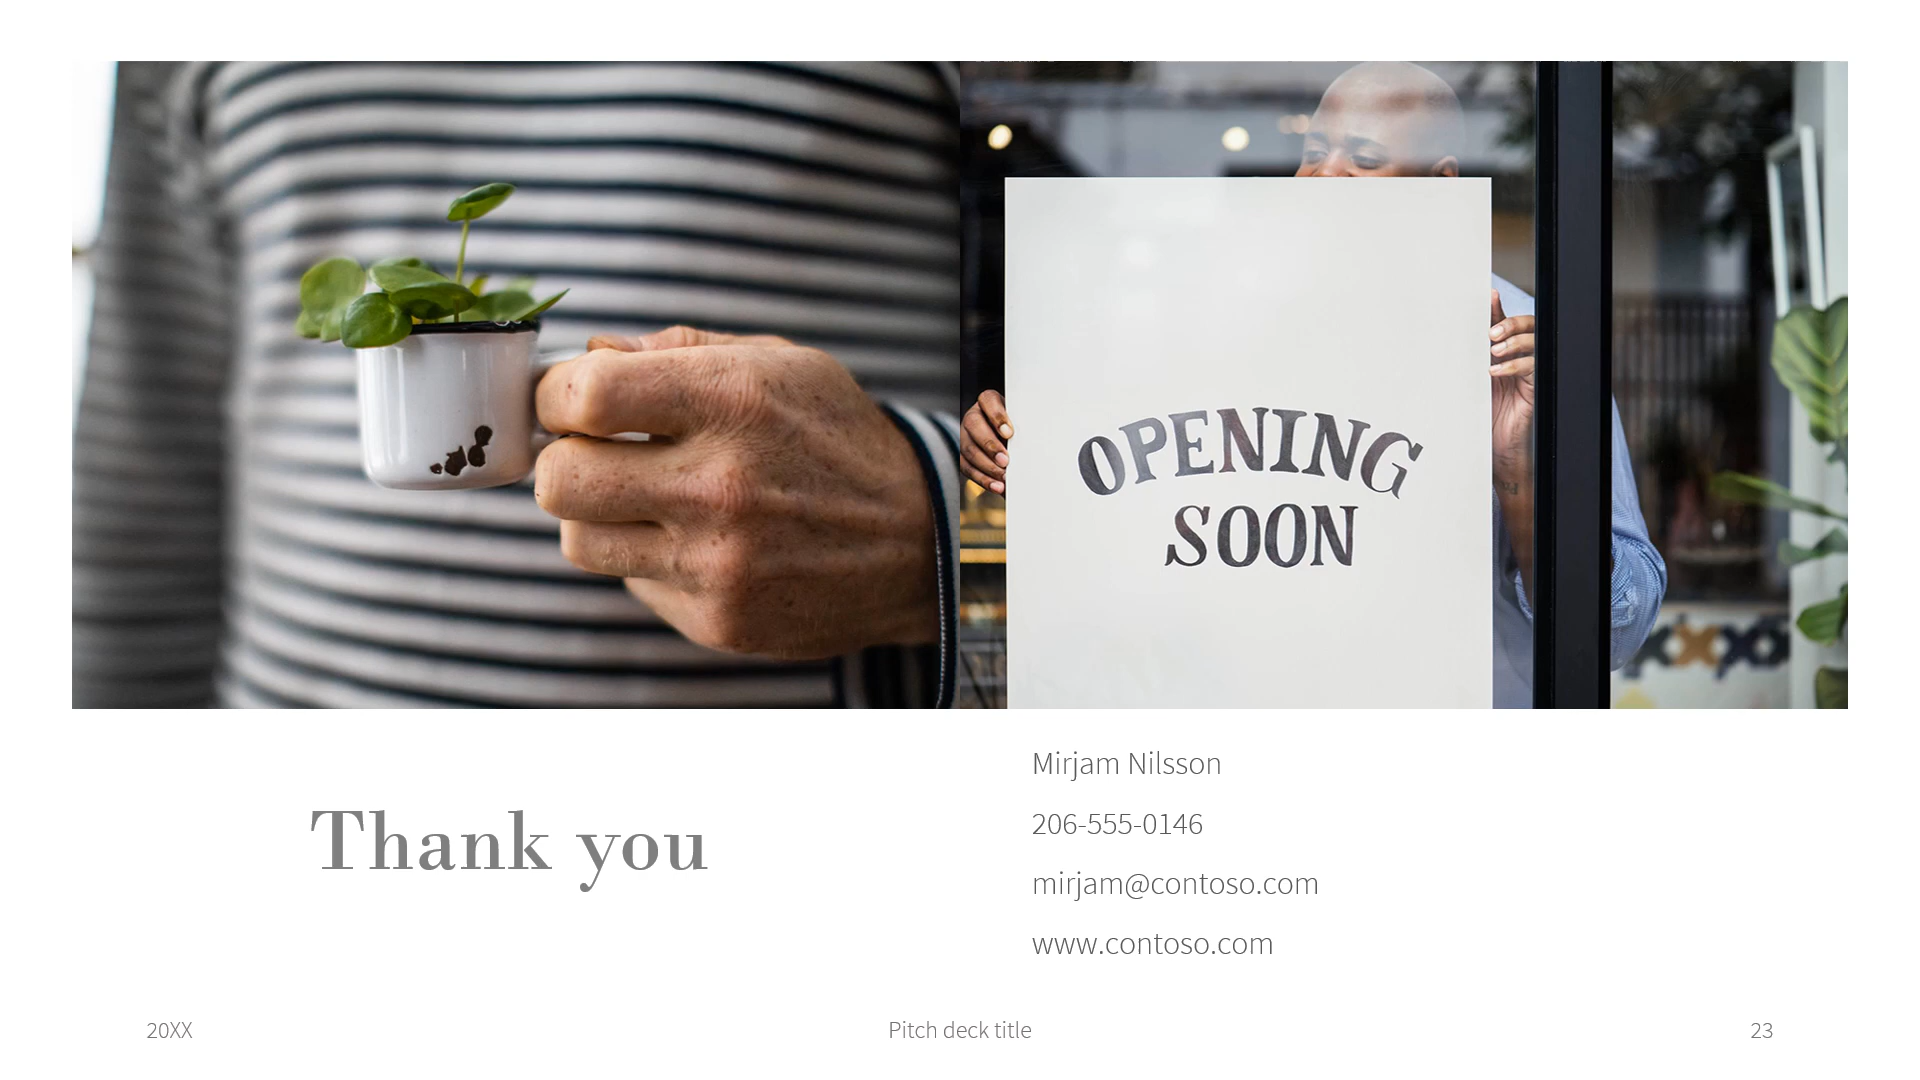 OPENING
SOON
Thank you
Mirjam Nilsson
206-555-0146
mirjam@contoso.com
www.contoso.com
20XX
Pitch deck title
23